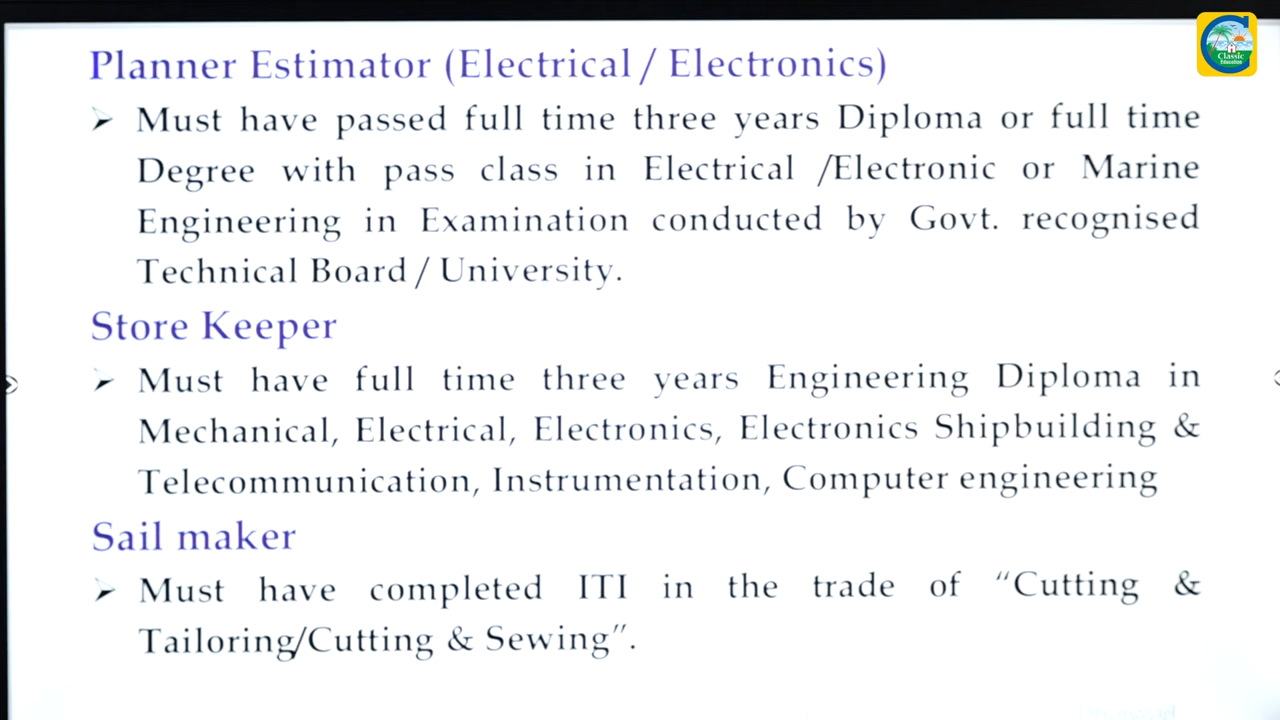 Planner Estimator (Electrical / Electronics)
➢ Must have passed full time three years Diploma or full time
Degree with pass class in Electrical /Electronic or Marine
Engineering in Examination conducted by Govt. recognised
Technical Board / University.
Store Keeper
➢ Must have full time three years Engineering Diploma in
Mechanical, Electrical, Electronics, Electronics Shipbuilding &
Telecommunication, Instrumentation, Computer engineering
Sail maker
➢ Must have completed ITI in the trade of “Cutting &
Tailoring/Cutting & Sewing”.
Classic
Education